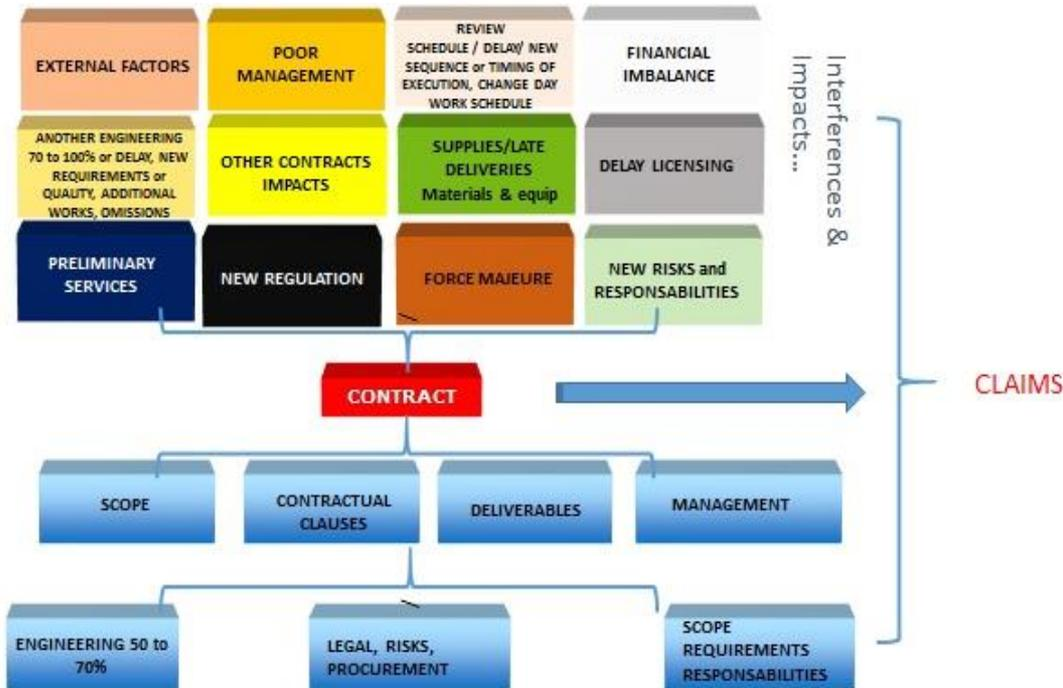 EXTERNAL FACTORS
POOR
MANAGEMENT
REVIEW
SCHEDULE / DELAY/ NEW
SEQUENCE or TIMING OF
EXECUTION, CHANGE DAY
WORK SCHEDULE
FINANCIAL
IMBALANCE
Interferences &
Impacts...
ANOTHER ENGINEERING
70 to 100% or DELAY, NEW
REQUIREMENTS or
QUALITY, ADDITIONAL
WORKS, OMISSIONS
OTHER CONTRACTS
IMPACTS
SUPPLIES/LATE
DELIVERIES
Materials & equip
DELAY LICENSING
PRELIMINARY
SERVICES
NEW REGULATION
FORCE MAJEURE
NEW RISKS and
RESPONSABILITIES
CONTRACT
CLAIMS
SCOPE
CONTRACTUAL
CLAUSES
DELIVERABLES
MANAGEMENT
ENGINEERING 50 to
70%
LEGAL, RISKS,
PROCUREMENT
SCOPE
REQUIREMENTS
RESPONSABILITIES